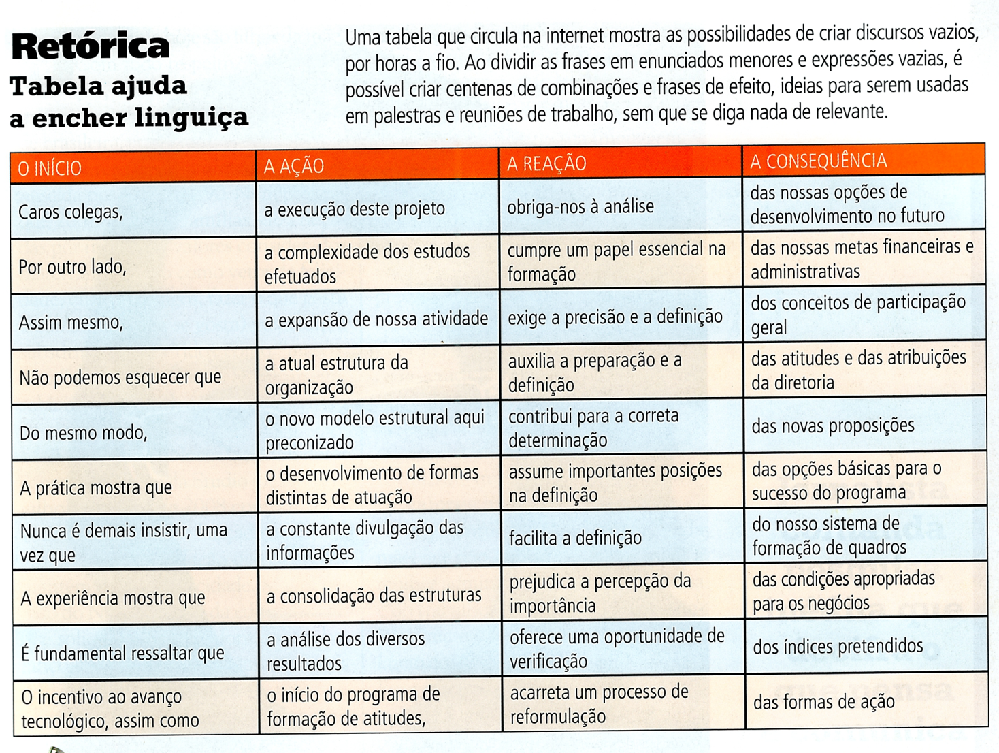 Retórica
Tabela ajuda
a encher linguiça
Uma tabela que circula na internet mostra as possibilidades de criar discursos vazios,
por horas a fio. Ao dividir as frases em enunciados menores e expressões vazias, é
possível criar centenas de combinações e frases de efeito, ideias para serem usadas
em palestras e reuniões de trabalho, sem que se diga nada de relevante.
O INÍCIO
A AÇÃO
A REAÇÃO
A CONSEQUÊNCIA
Caros colegas,
a execução deste projeto
obriga-nos à análise
das nossas opções de
desenvolvimento no futuro
Por outro lado,
a complexidade dos estudos
efetuados
cumpre um papel essencial na
formação
das nossas metas financeiras e
administrativas
Assim mesmo,
a expansão de nossa atividade
exige a precisão e a definição
dos conceitos de participação
geral
Não podemos esquecer que
a atual estrutura da
organização
auxilia a preparação e a
definição
das atitudes e das atribuições
da diretoria
Do mesmo modo,
o novo modelo estrutural aqui
preconizado
contribui para a correta
determinação
das novas proposições
A prática mostra que
o desenvolvimento de formas
distintas de atuação
assume importantes posições
na definição
das opções básicas para o
sucesso do programa
Nunca é demais insistir, uma
vez que
a constante divulgação das
informações
facilita a definição
do nosso sistema de
formação de quadros
A experiência mostra que
a consolidação das estruturas
prejudica a percepção da
importância
das condições apropriadas
para os negócios
É fundamental ressaltar que
a análise dos diversos
resultados
oferece uma oportunidade de
verificação
dos índices pretendidos
O incentivo ao avanço
tecnológico, assim como
o início do programa de
formação de atitudes,
acarreta um processo de
reformulação
das formas de ação